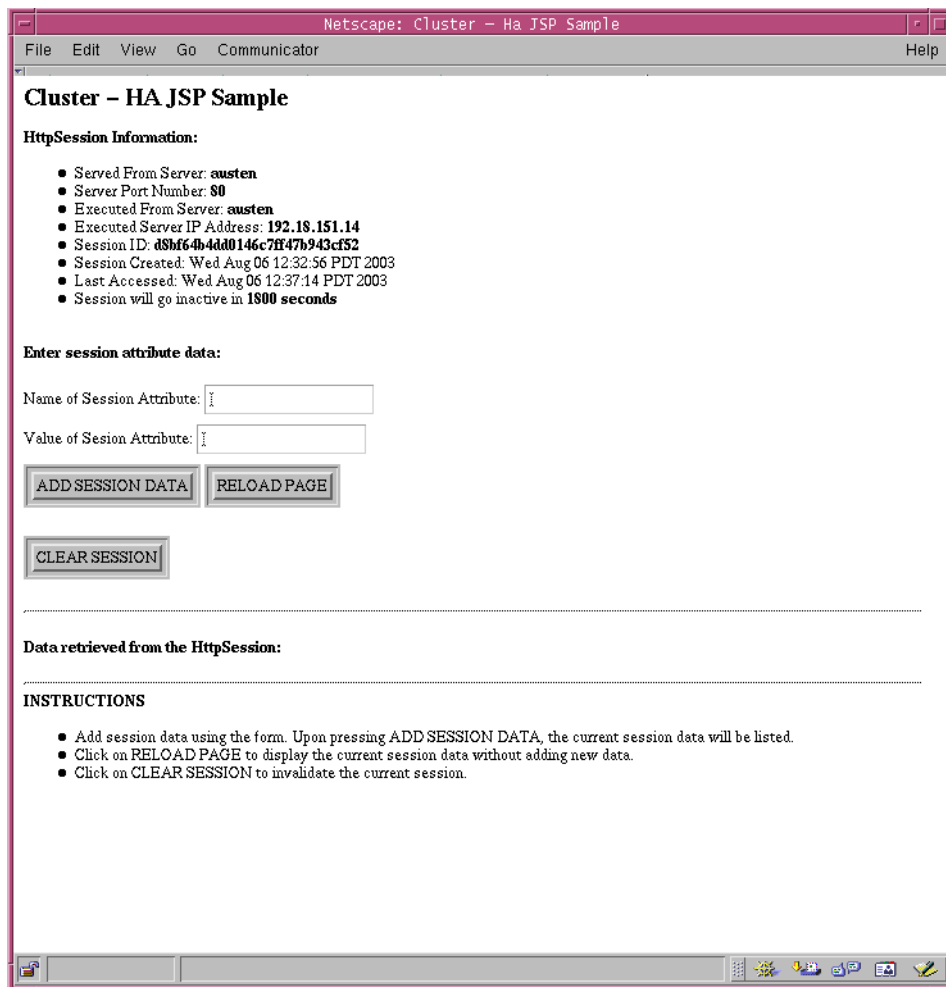 Netscape: Cluster – Ha JSP Sample
File Edit View Go Communicator Help
Cluster – HA JSP Sample
HttpSession Information:
Served From Server: austen
Server Port Number: 80
Executed From Server: austen
Executed Server IP Address: 192.18.151.14
Session ID: d8bf64b4dd0146c7ff47b943cf52
Session Created: Wed Aug 06 12:32:56 PDT 2003
Last Accessed: Wed Aug 06 12:37:14 PDT 2003
Session will go inactive in 1800 seconds
Enter session attribute data:
Name of Session Attribute:
Value of Sesion Attribute:
ADD SESSION DATA RELOAD PAGE
CLEAR SESSION
Data retrieved from the HttpSession:
INSTRUCTIONS
Add session data using the form. Upon pressing ADD SESSION DATA, the current session data will be listed.
Click on RELOAD PAGE to display the current session data without adding new data.
Click on CLEAR SESSION to invalidate the current session.